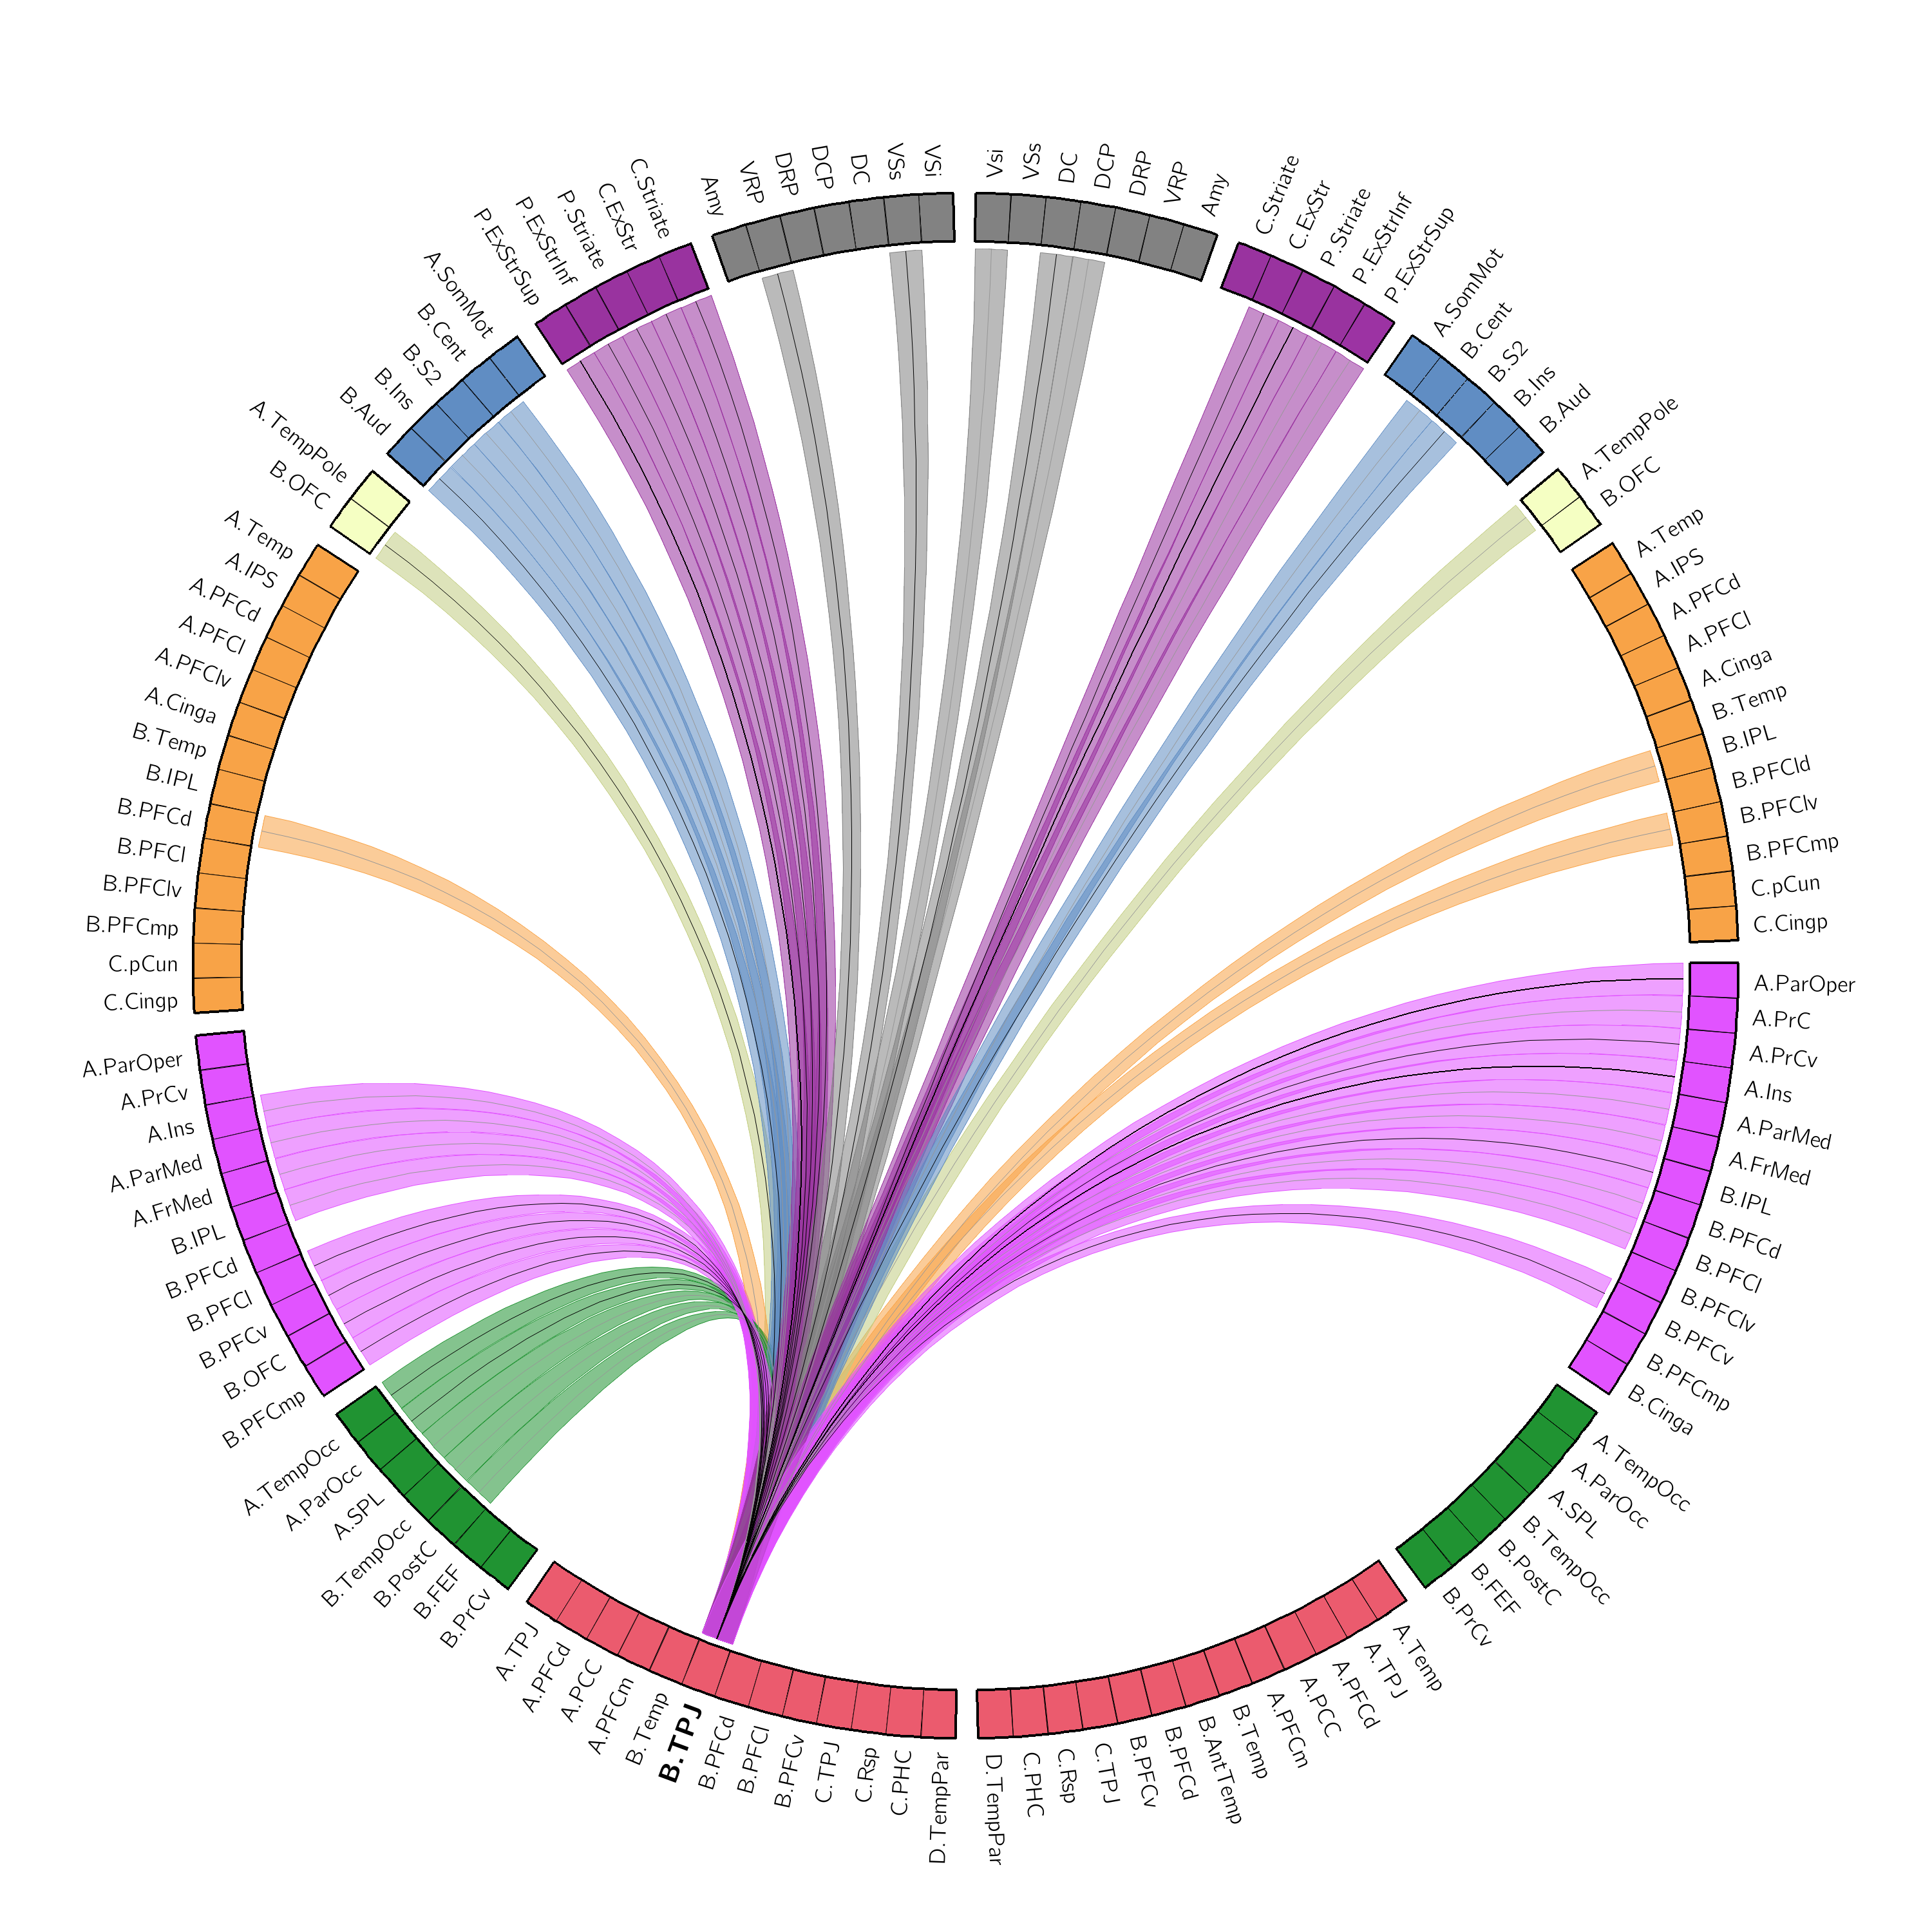 VSi
VSs
DC
DCP
DRP
VRP
Amy
C.Striate
C.ExStr
P.Striate
P.ExStrInf
P.ExStrSup
A.SomMot
B.Cent
B.S2
B.Ins
B.Aud
A.TempPole
B.OFC
A.Temp
A.IPS
A.PFCd
A.PFCl
A.PFClv
A.Cinga
B.Temp
B.IPL
B.PFCd
B.PFCl
B.PFClv
B.PFCmp
C.pCun
C.Cingp
A.ParOper
A.PrCv
A.Ins
A.ParMed
A.FrMed
B.IPL
B.PFCd
B.PFCl
B.PFCv
B.OFC
B.PFCmp
A.TempOcc
A.ParOcc
A.SPL
B.TempOcc
B.PostC
B.FEF
B.PrCv
A.TPJ
A.PFCd
A.PCC
A.PFCm
B.Temp
B.TPJ
B.PFCd
B.PFCl
B.PFCv
C.TPJ
C.Rsp
C.PHC
D.TempPar
Vsi
VSs
DC
DCP
DRP
VRP
Amy
C.Striate
C.ExStr
P.Striate
P.ExStrInf
P.ExStrSup
A.SomMot
B.Cent
B.S2
B.Ins
B.Aud
A.TempPole
B.OFC
A.Temp
A.IPS
A.PFCd
A.PFCl
A.Cinga
B.Temp
B.IPL
B.PFCld
B.PFClv
B.PFCmp
C.pCun
C.Cingp
A.ParOper
A.PrC
A.PrCv
A.Ins
A.ParMed
A.FrMed
B.IPL
B.PFCd
B.PFCl
B.PFClv
B.PFCv
B.PFCmp
B.Cinga
A.TempOcc
A.ParOcc
A.SPL
B.TempOcc
B.PostC
B.FEF
B.PrCv
A.Temp
A.TPJ
A.PFCd
A.PCC
A.PFCm
B.Temp
B.AntTemp
B.PFCd
B.PFCv
C.TPJ
C.Rsp
C.PHC
D.TempPar